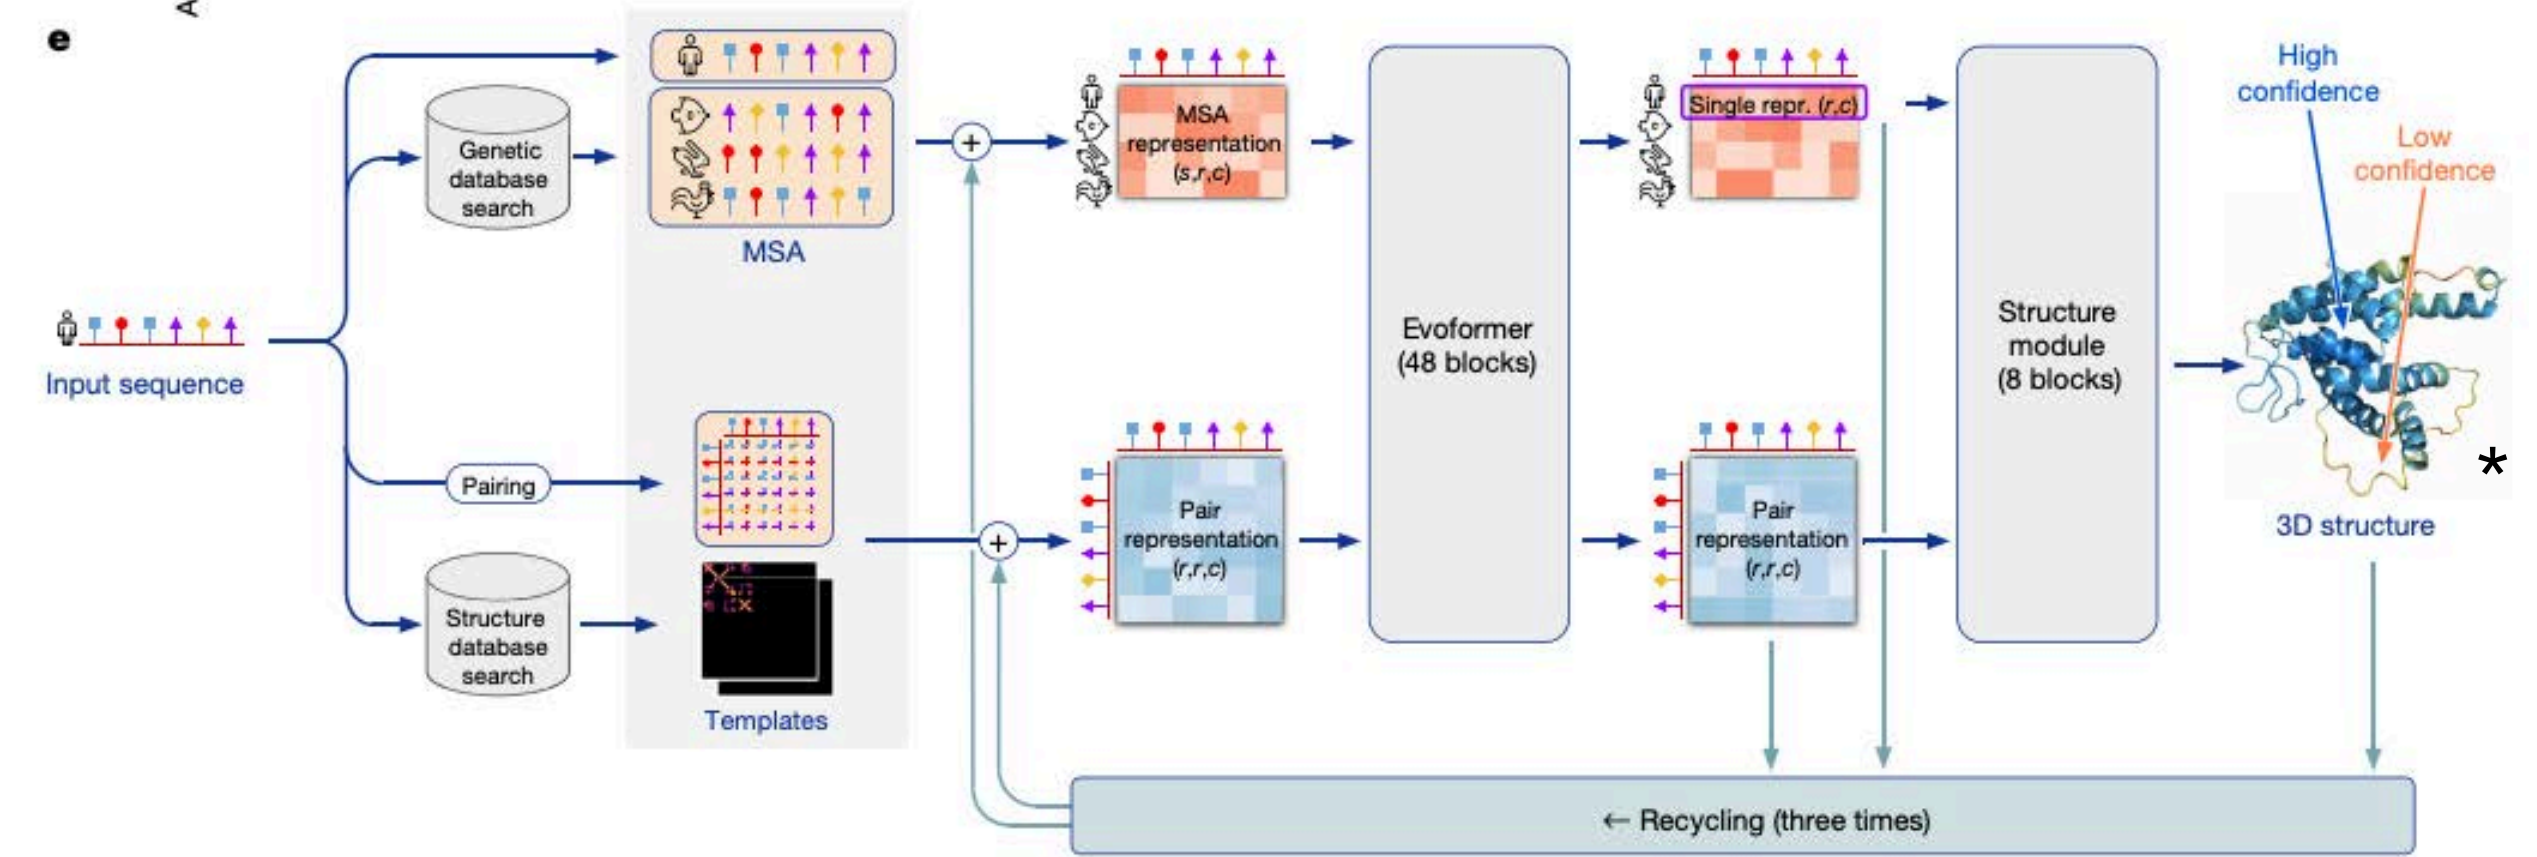 A
e
Input sequence
Genetic
database
search
Pairing
Structure
database
search
MSA
Templates
+
+
MSA
representation
(s,r,c)
Pair
representation
(r,r,c)
Evoformer
(48 blocks)
Single repr. (r,c)
Pair
representation
(r,r,c)
Structure
module
(8 blocks)
High
confidence
Low
confidence
*
3D structure
← Recycling (three times)